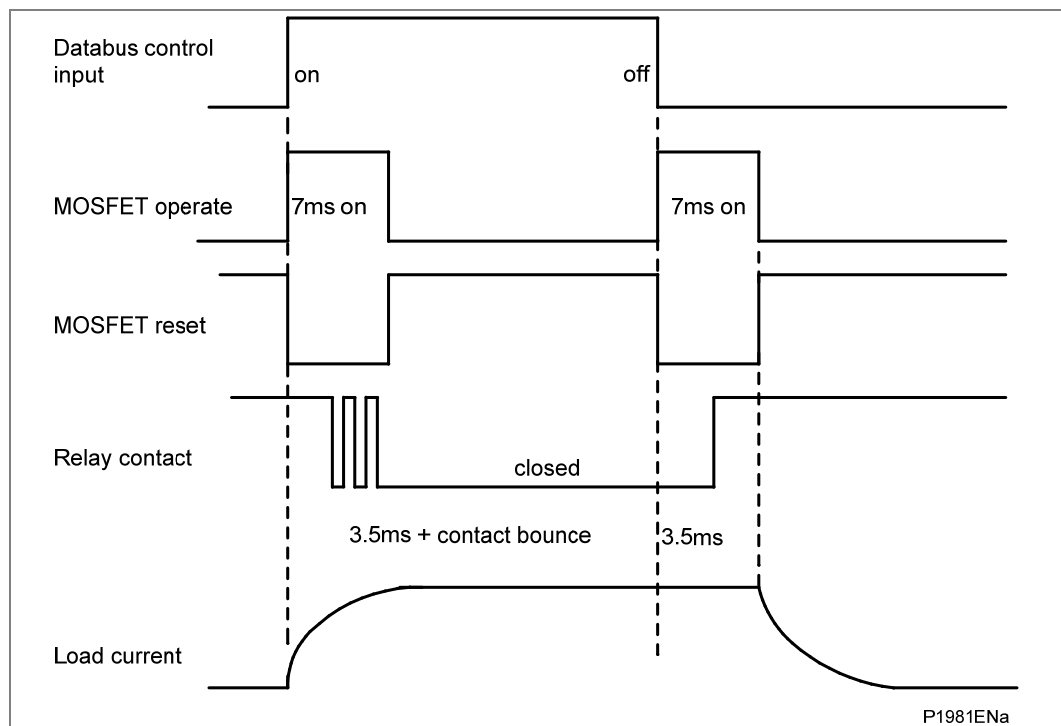 Databus control
input
on
off
MOSFET operate
7ms on
7ms on
MOSFET reset
Relay contact
closed
3.5ms + contact bounce
3.5ms
Load current
P1981ENa